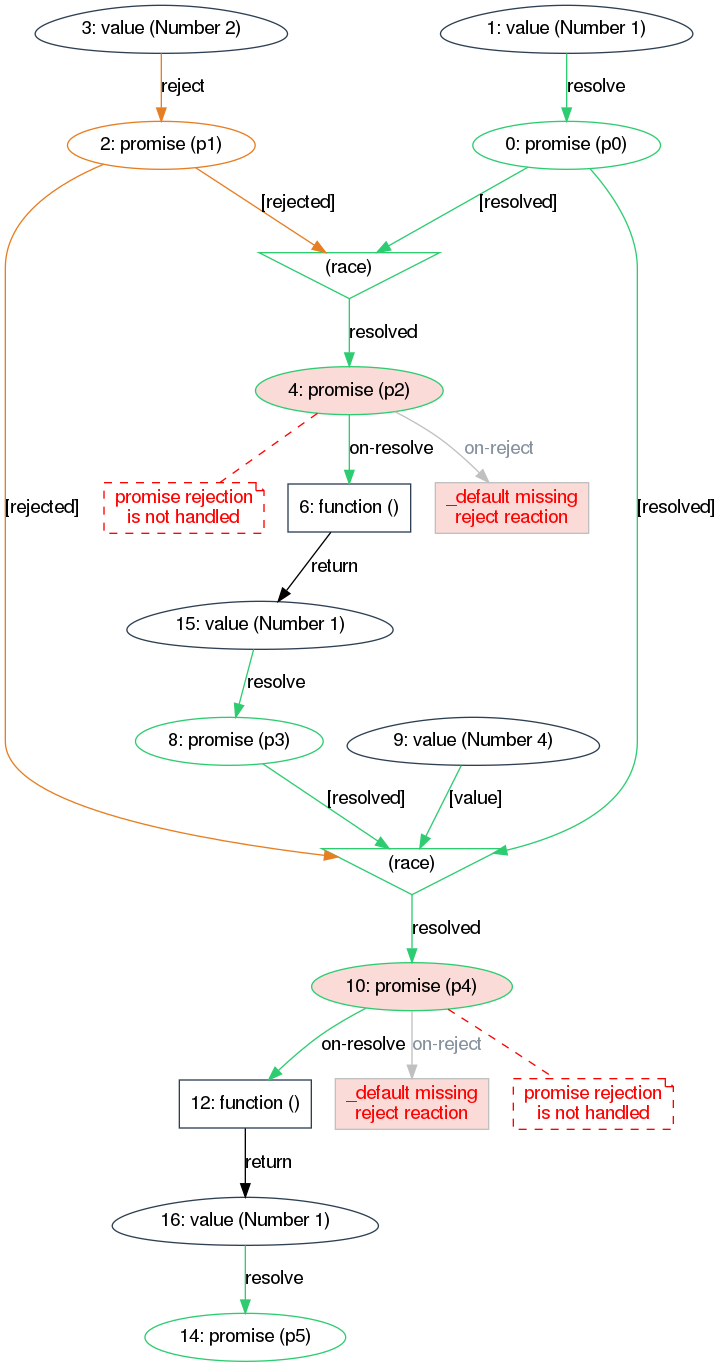 3: value (Number 2)
1: value (Number 1)
reject
resolve
2: promise (p1)
0: promise (p0)
[rejected]
[resolved]
(race)
resolved
4: promise (p2)
on-resolve
on-reject
promise rejection
is not handled
6: function ()
_default missing
reject reaction
[rejected]
[resolved]
return
15: value (Number 1)
resolve
8: promise (p3)
9: value (Number 4)
[resolved]
[value]
(race)
resolved
10: promise (p4)
on-resolve
on-reject
12: function ()
_default missing
reject reaction
promise rejection
is not handled
return
16: value (Number 1)
resolve
14: promise (p5)